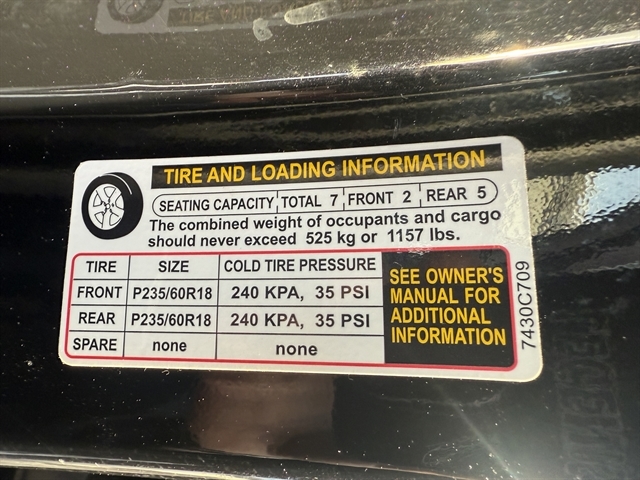 TIRE AND LOADING INFORMATION
SEATING CAPACITY TOTAL 7 FRONT 2 REAR 5
The combined weight of occupants and cargo
should never exceed 525 kg or 1157 lbs.
TIRE SIZE COLD TIRE PRESSURE
FRONT P235/60R18 240 KPA, 35 PSI
REAR P235/60R18 240 KPA, 35 PSI
SPARE none none
SEE OWNER'S
MANUAL FOR
ADDITIONAL
INFORMATION
7430C709